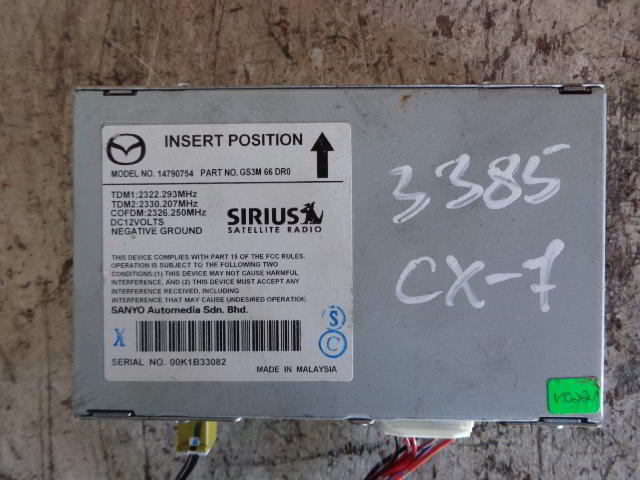 INSERT POSITION
MODEL NO. 14790754 PART NO. GS3M 66 DR0
TDM1:2322.293MHz
TDM2:2330.207MHz
COFDM:2326.250MHz
DC12VOLTS
NEGATIVE GROUND
SIRIUS
SATELLITE RADIO
THIS DEVICE COMPLIES WITH PART 15 OF THE FCC RULES.
OPERATION IS SUBJECT TO THE FOLLOWING TWO
CONDITIONS:(1) THIS DEVICE MAY NOT CAUSE HARMFUL
INTERFERENCE, AND (2) THIS DEVICE MUST ACCEPT ANY
INTERFERENCE RECEIVED, INCLUDING
INTERFERENCE THAT MAY CAUSE UNDESIRED OPERATION.
SANYO Automedia Sdn. Bhd.
X
S
C
SERIAL NO. 00K1B33082
MADE IN MALAYSIA
3385
CX-7